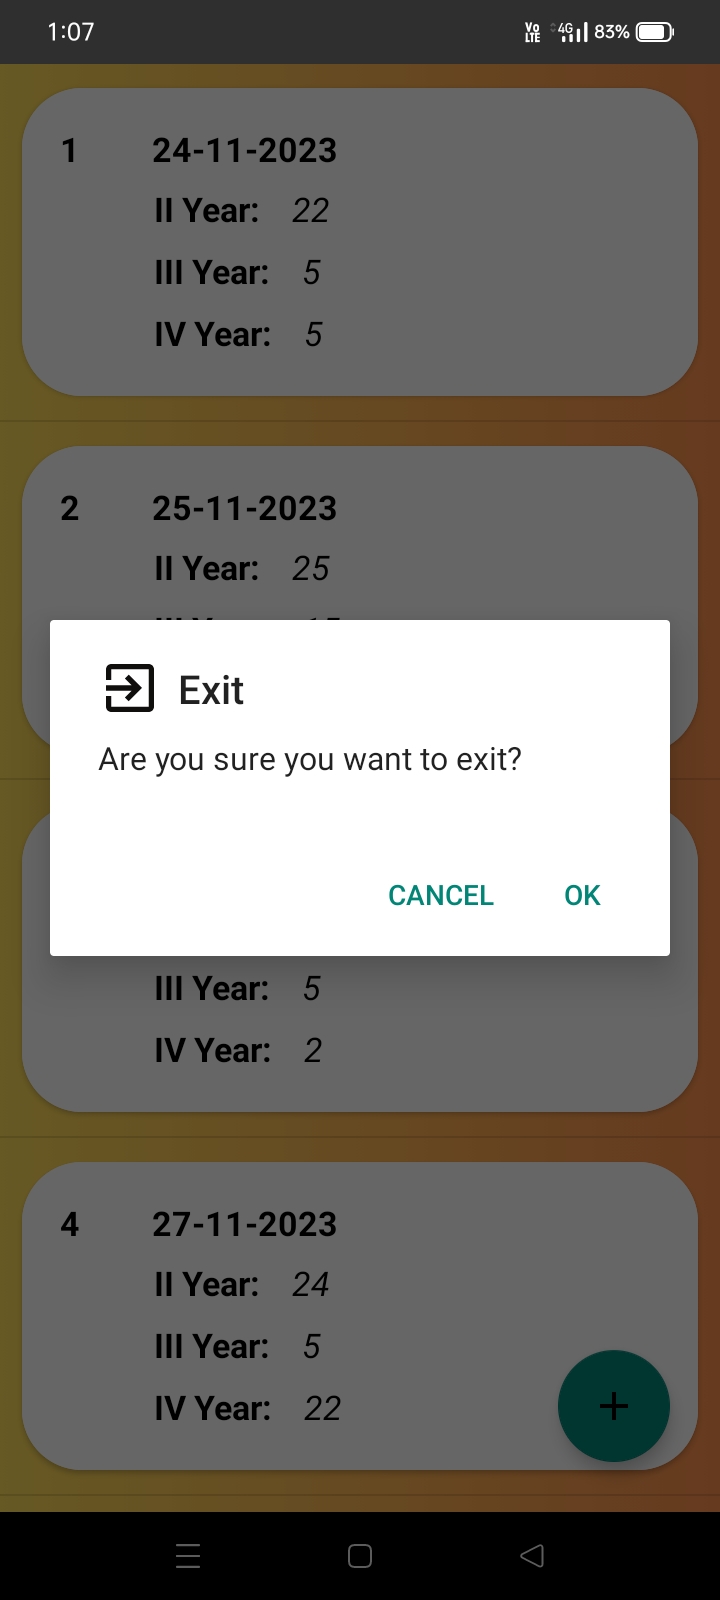 1:07 Vo LTE 4G 83%
1 24-11-2023
II Year: 22
III Year: 5
IV Year: 5
2 25-11-2023
II Year: 25
Exit
Are you sure you want to exit?
CANCEL OK
III Year: 5
IV Year: 2
4 27-11-2023
II Year: 24
III Year: 5
IV Year: 22